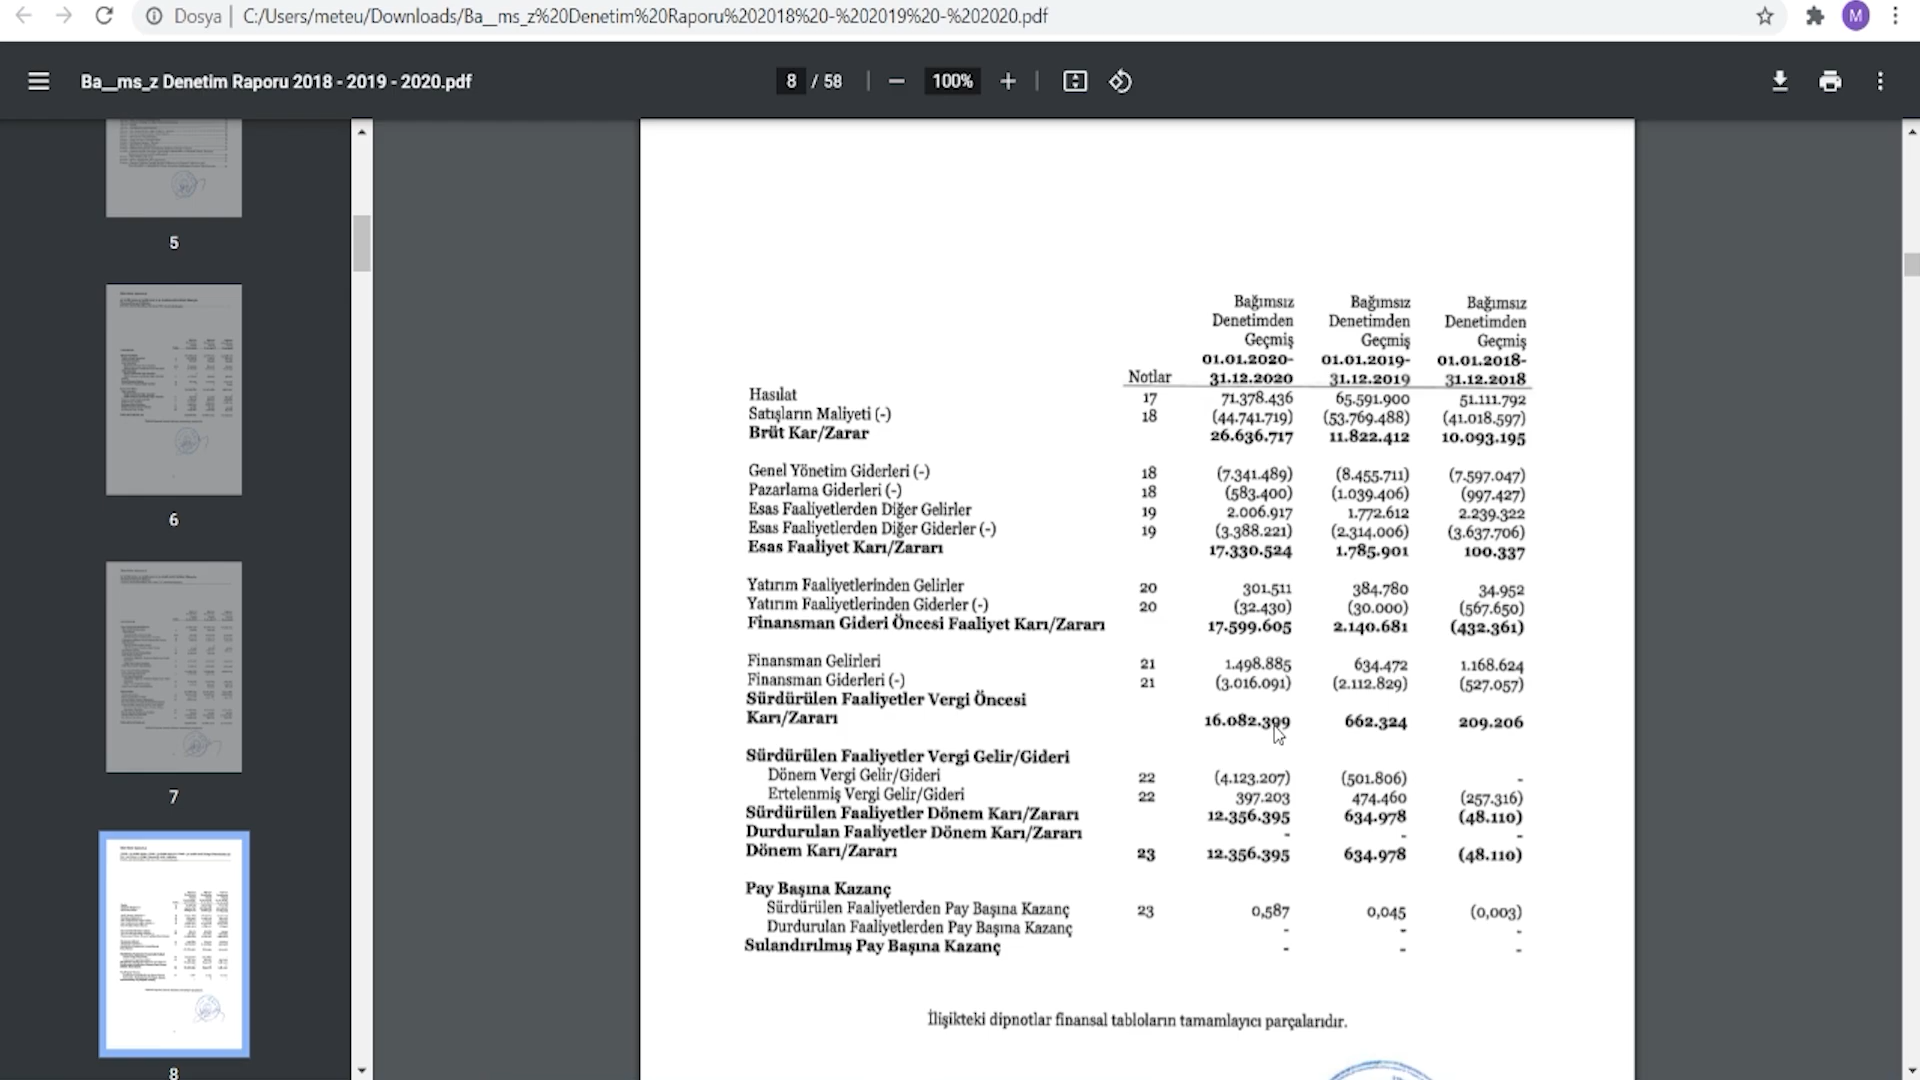 Dosya | C:/Users/meteu/Downloads/Ba__ms_z%20Denetim%20Raporu%202018%20-%202019%20-%202020.pdf
M
Ba__ms_z Denetim Raporu 2018 - 2019 - 2020.pdf
8 / 58
100%
5
6
7
8
Bağımsız Bağımsız Bağımsız
Denetimden Denetimden Denetimden
Geçmiş Geçmiş Geçmiş
01.01.2020- 01.01.2019- 01.01.2018-
Notlar 31.12.2020 31.12.2019 31.12.2018
Hasılat 17 71.378.436 65.591.900 51.111.792
Satışların Maliyeti (-) 18 (44.741.719) (53.769.488) (41.018.597)
Brüt Kar/Zarar 26.636.717 11.822.412 10.093.195
Genel Yönetim Giderleri (-) 18 (7.341.489) (8.455.711) (7.597.047)
Pazarlama Giderleri (-) 18 (583.400) (1.039.406) (997.427)
Esas Faaliyetlerden Diğer Gelirler 19 2.006.917 1.772.612 2.239.322
Esas Faaliyetlerden Diğer Giderler (-) 19 (3.388.221) (2.314.006) (3.637.706)
Esas Faaliyet Karı/Zararı 17.330.524 1.785.901 100.337
Yatırım Faaliyetlerinden Gelirler 20 301.511 384.780 34.952
Yatırım Faaliyetlerinden Giderler (-) 20 (32.430) (30.000) (567.650)
Finansman Gideri Öncesi Faaliyet Karı/Zararı 17.599.605 2.140.681 (432.361)
Finansman Gelirleri 21 1.498.885 634.472 1.168.624
Finansman Giderleri (-) 21 (3.016.091) (2.112.829) (527.057)
Sürdürülen Faaliyetler Vergi Öncesi
Karı/Zararı 16.082.399 662.324 209.206
Sürdürülen Faaliyetler Vergi Gelir/Gideri
Dönem Vergi Gelir/Gideri 22 (4.123.207) (501.806) -
Ertelenmiş Vergi Gelir/Gideri 22 397.203 474.460 (257.316)
Sürdürülen Faaliyetler Dönem Karı/Zararı 12.356.395 634.978 (48.110)
Durdurulan Faaliyetler Dönem Karı/Zararı - - -
Dönem Karı/Zararı 23 12.356.395 634.978 (48.110)
Pay Başına Kazanç
Sürdürülen Faaliyetlerden Pay Başına Kazanç 23 0,587 0,045 (0,003)
Durdurulan Faaliyetlerden Pay Başına Kazanç - - -
Sulandırılmış Pay Başına Kazanç - - -
İlişikteki dipnotlar finansal tabloların tamamlayıcı parçalarıdır.